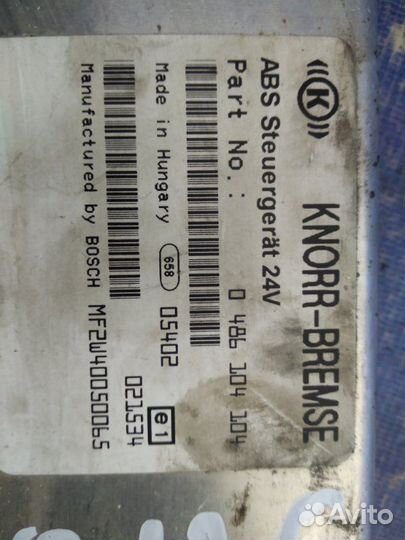 KNORR-BREMSE
ABS Steuergerät 24V
Part No.: 0 486 104 104
Made in Hungary 658 05402 e1
021534
Manufactured by BOSCH MF2W40050065
Avito